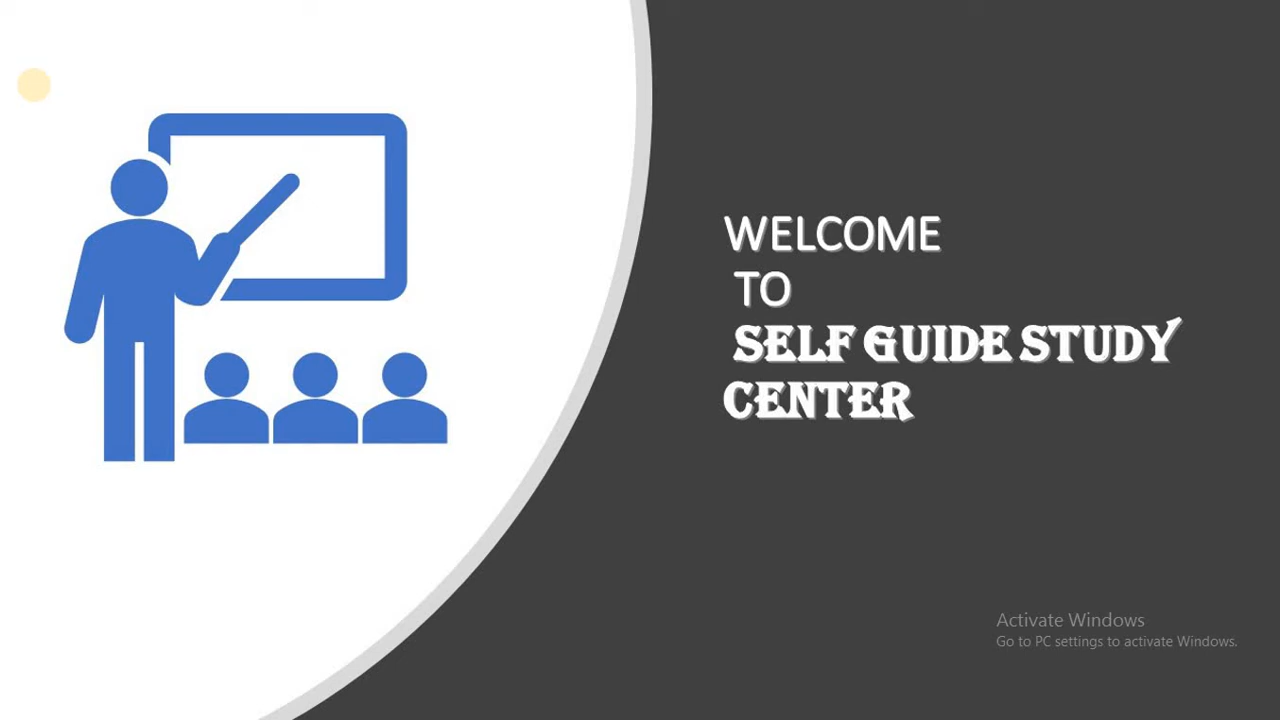 WELCOME
TO
SELF GUIDE STUDY
CENTER
Activate Windows
Go to PC settings to activate Windows.